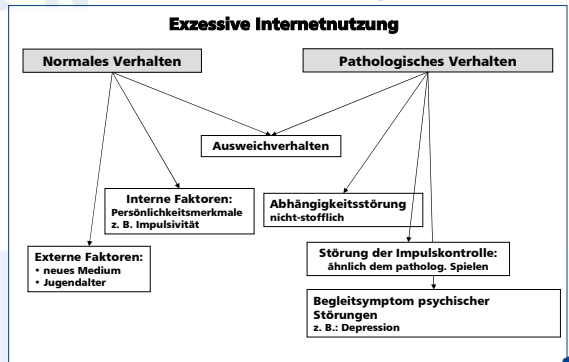 Exzessive Internetnutzung
Normales Verhalten
Pathologisches Verhalten
Ausweichverhalten
Interne Faktoren:
Persönlichkeitsmerkmale
z. B. Impulsivität
Abhängigkeitsstörung
nicht-stofflich
Externe Faktoren:
• neues Medium
• Jugendalter
Störung der Impulskontrolle:
ähnlich dem patholog. Spielen
Begleitsymptom psychischer
Störungen
z. B.: Depression